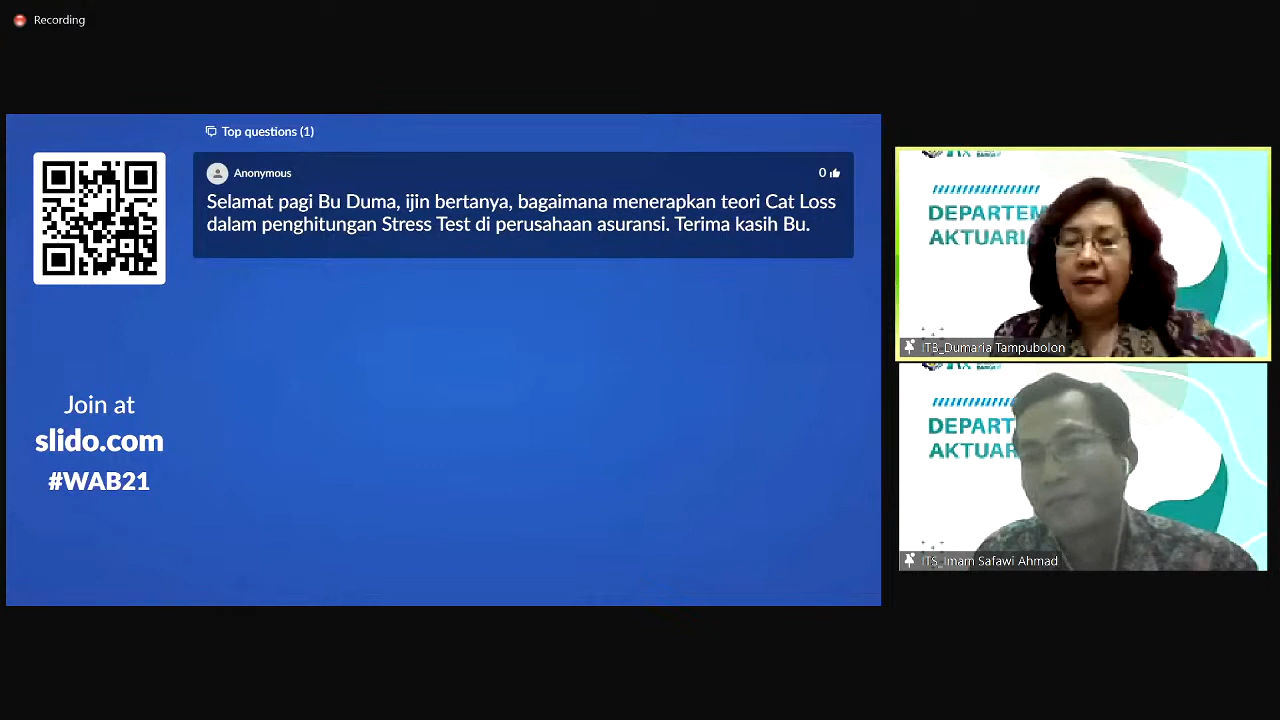 Recording
Top questions (1)
Anonymous
0
Selamat pagi Bu Duma, ijin bertanya, bagaimana menerapkan teori Cat Loss
dalam penghitungan Stress Test di perusahaan asuransi. Terima kasih Bu.
Join at
slido.com
#WAB21
DEPARTEM
AKTUARI
ITB_Dumaria Tampubolon
DEPART
AKTUAR
ITS_Imam Safawi Ahmad